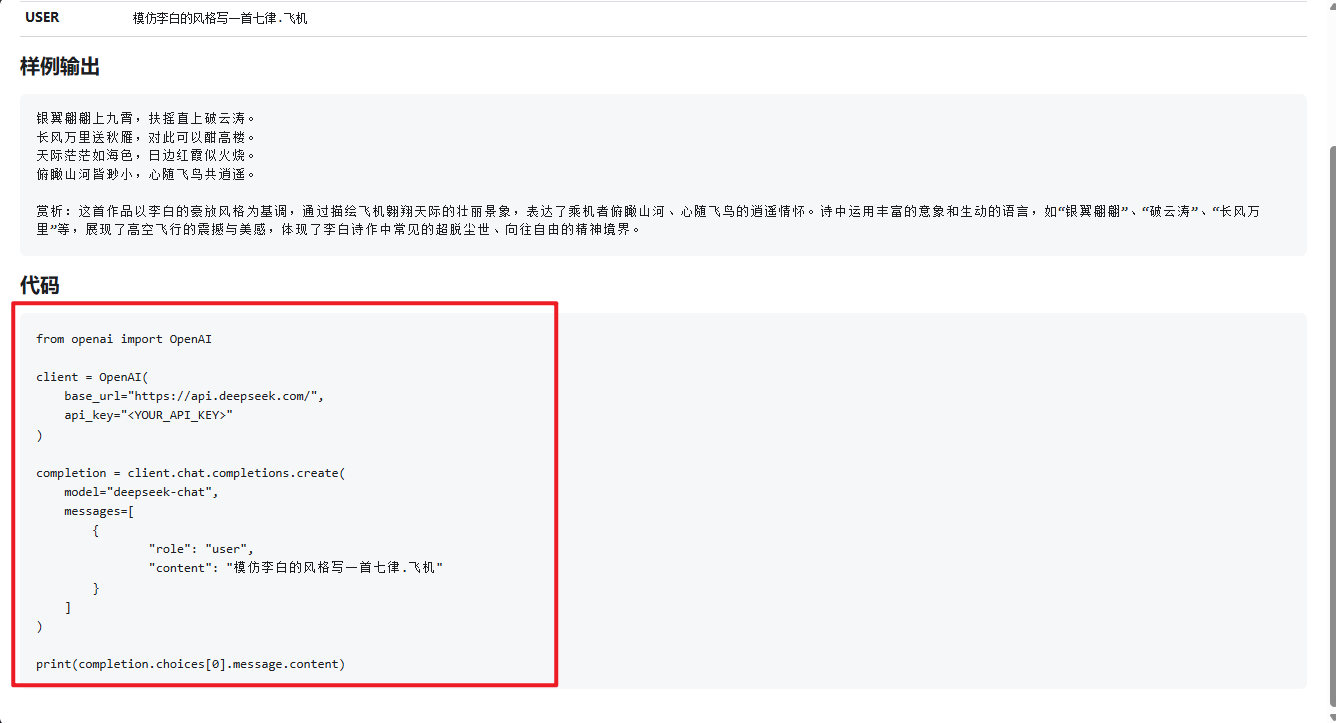 USER 模仿李白的风格写一首七律.飞机
样例输出
银翼翩翩上九霄，扶摇直上破云涛。
长风万里送秋雁，对此可以酣高楼。
天际茫茫如海色，日边红霞似火烧。
俯瞰山河皆渺小，心随飞鸟共逍遥。
赏析：这首作品以李白的豪放风格为基调，通过描绘飞机翱翔天际的壮丽景象，表达了乘机者俯瞰山河、心随飞鸟的逍遥情怀。诗中运用丰富的意象和生动的语言，如“银翼翩翩”、“破云涛”、“长风万
里”等，展现了高空飞行的震撼与美感，体现了李白诗作中常见的超脱尘世、向往自由的精神境界。
代码
from openai import OpenAI
client = OpenAI(
    base_url="https://api.deepseek.com/",
    api_key="<YOUR_API_KEY>"
)
completion = client.chat.completions.create(
    model="deepseek-chat",
    messages=[
        {
                "role": "user",
                "content": "模仿李白的风格写一首七律.飞机"
        }
    ]
)
print(completion.choices[0].message.content)